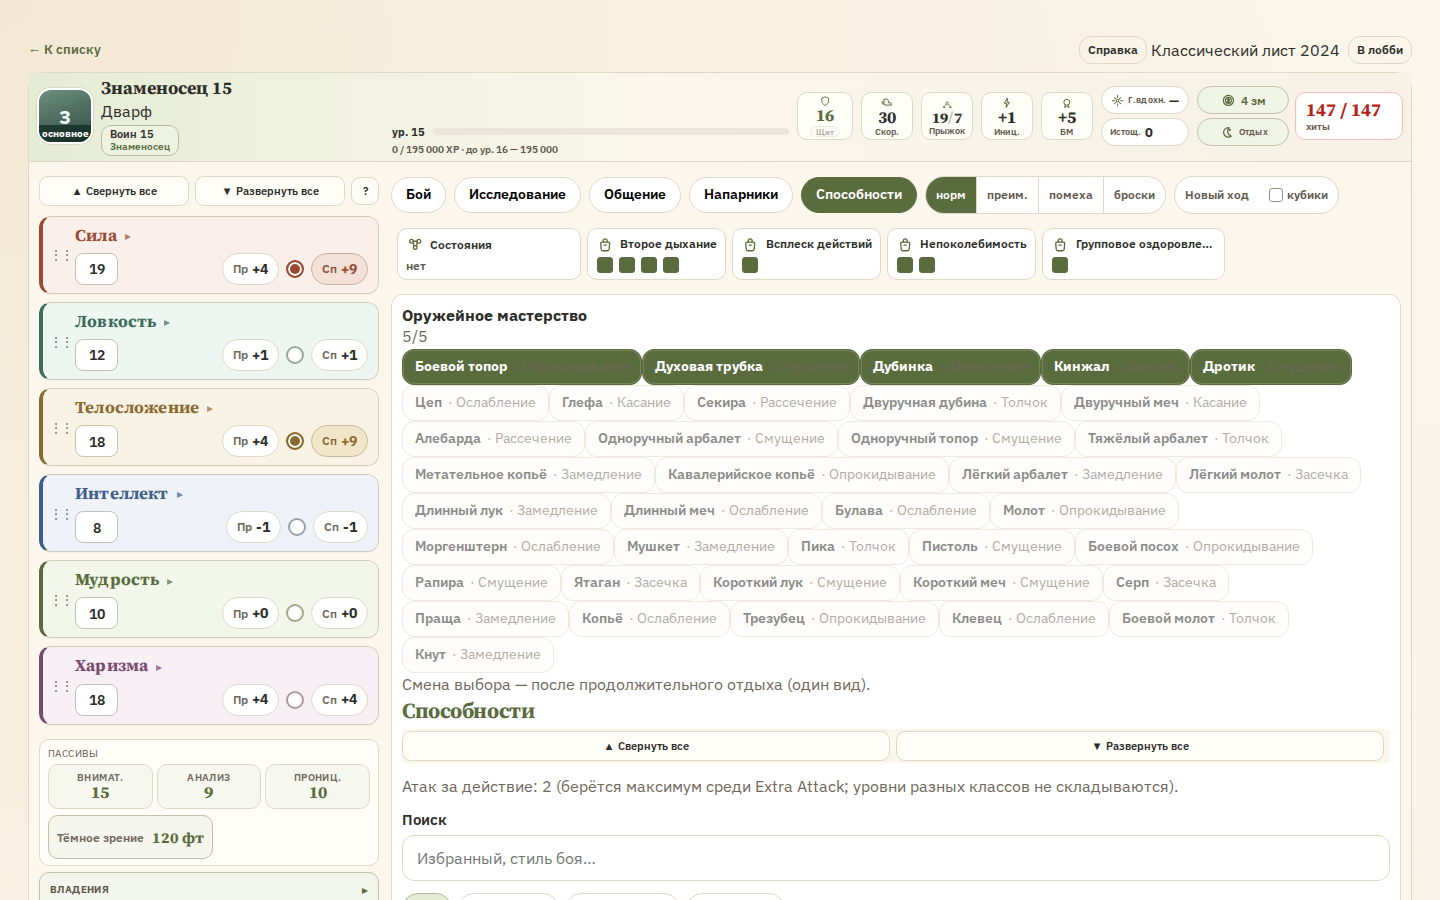 ← К списку
Справка Классический лист 2024 В лобби
З
основное
Знаменосец 15
Дварф
Воин 15
Знаменосец
ур. 15
0 / 195 000 XP · до ур. 16 — 195 000
16
Щит
30
Скор.
19/7
Прыжок
+1
Иниц.
+5
БМ
Г.вдохн. —
Истощ. 0
4 зм
Отдых
147 / 147
хиты
▲ Свернуть все ▼ Развернуть все ?
Сила ▸
19 Пр +4 Сп +9
Ловкость ▸
12 Пр +1 Сп +1
Телосложение ▸
18 Пр +4 Сп +9
Интеллект ▸
8 Пр -1 Сп -1
Мудрость ▸
10 Пр +0 Сп +0
Харизма ▸
18 Пр +4 Сп +4
ПАССИВЫ
ВНИМАТ. АНАЛИЗ ПРОНИЦ.
15 9 10
Тёмное зрение 120 фт
ВЛАДЕНИЯ ▸
Бой Исследование Общение Напарники Способности норм преим. помеха броски Новый ход кубики
Состояния
нет
Второе дыхание
Всплеск действий
Непоколебимость
Групповое оздоровле...
Оружейное мастерство
5/5
Боевой топор · Опрокидывание Духовая трубка · Смущение Дубинка · Замедление Кинжал · Засечка Дротик · Смущение
Цеп · Ослабление Глефа · Касание Секира · Рассечение Двуручная дубина · Толчок Двуручный меч · Касание
Алебарда · Рассечение Одноручный арбалет · Смущение Одноручный топор · Смущение Тяжёлый арбалет · Толчок
Метательное копьё · Замедление Кавалерийское копьё · Опрокидывание Лёгкий арбалет · Замедление Лёгкий молот · Засечка
Длинный лук · Замедление Длинный меч · Ослабление Булава · Ослабление Молот · Опрокидывание
Моргенштерн · Ослабление Мушкет · Замедление Пика · Толчок Пистоль · Смущение Боевой посох · Опрокидывание
Рапира · Смущение Ятаган · Засечка Короткий лук · Смущение Короткий меч · Смущение Серп · Засечка
Праща · Замедление Копьё · Ослабление Трезубец · Опрокидывание Клевец · Ослабление Боевой молот · Толчок
Кнут · Замедление
Смена выбора — после продолжительного отдыха (один вид).
Способности
▲ Свернуть все ▼ Развернуть все
Атак за действие: 2 (берётся максимум среди Extra Attack; уровни разных классов не складываются).
Поиск
Избранный, стиль боя...